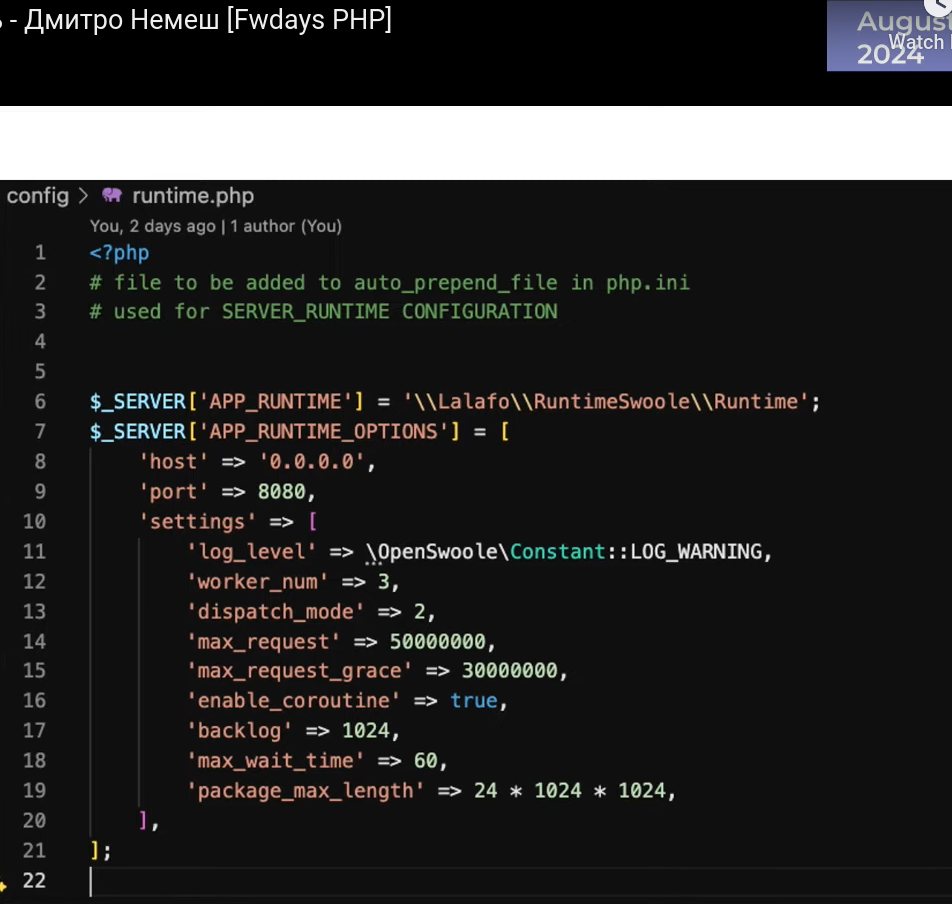 - Дмитро Немеш [Fwdays PHP]
August
2024
Watch
config > runtime.php
You, 2 days ago | 1 author (You)
1 <?php
2 # file to be added to auto_prepend_file in php.ini
3 # used for SERVER_RUNTIME CONFIGURATION
4
5
6 $_SERVER['APP_RUNTIME'] = '\\Lalafo\\RuntimeSwoole\\Runtime';
7 $_SERVER['APP_RUNTIME_OPTIONS'] = [
8 'host' => '0.0.0.0',
9 'port' => 8080,
10 'settings' => [
11 'log_level' => \OpenSwoole\Constant::LOG_WARNING,
12 'worker_num' => 3,
13 'dispatch_mode' => 2,
14 'max_request' => 50000000,
15 'max_request_grace' => 30000000,
16 'enable_coroutine' => true,
17 'backlog' => 1024,
18 'max_wait_time' => 60,
19 'package_max_length' => 24 * 1024 * 1024,
20 ],
21 ];
22